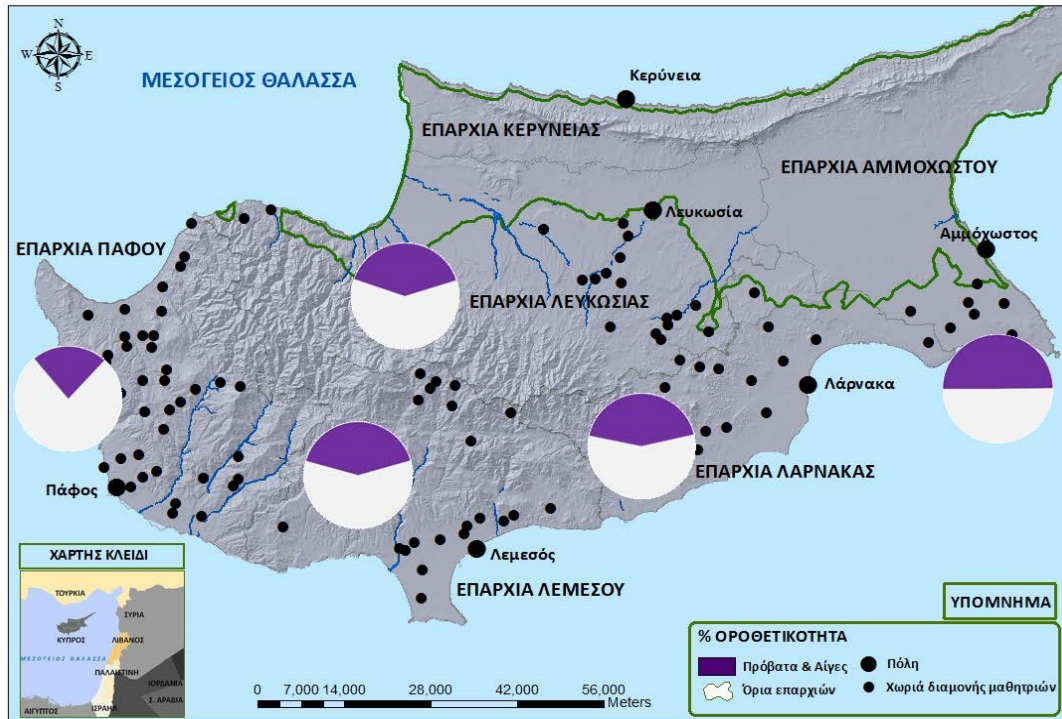 N
W E
S
ΜΕΣΟΓΕΙΟΣ ΘΑΛΑΣΣΑ
Κερύνεια
ΕΠΑΡΧΙΑ ΚΕΡΥΝΕΙΑΣ
ΕΠΑΡΧΙΑ ΑΜΜΟΧΩΣΤΟΥ
Λευκωσία
Αμμόχωστος
ΕΠΑΡΧΙΑ ΠΑΦΟΥ
ΕΠΑΡΧΙΑ ΛΕΥΚΩΣΙΑΣ
Λάρνακα
ΕΠΑΡΧΙΑ ΛΑΡΝΑΚΑΣ
Πάφος
Λεμεσός
ΕΠΑΡΧΙΑ ΛΕΜΕΣΟΥ
ΧΑΡΤΗΣ ΚΛΕΙΔΙ
ΤΟΥΡΚΙΑ
ΣΥΡΙΑ
ΚΥΠΡΟΣ
ΛΙΒΑΝΟΣ
ΜΕΣΟΓΕΙΟΣ ΘΑΛΑΣΣΑ
ΠΑΛΑΙΣΤΙΝΗ
ΙΟΡΔΑΝΙΑ
Σ. ΑΡΑΒΙΑ
ΑΙΓΥΠΤΟΣ
ΙΣΡΑΗΛ
0 7,000 14,000 28,000 42,000 56,000
Meters
ΥΠΟΜΝΗΜΑ
% ΟΡΟΘΕΤΙΚΟΤΗΤΑ
Πρόβατα & Αίγες
Πόλη
Όρια επαρχιών
Χωριά διαμονής μαθητριών